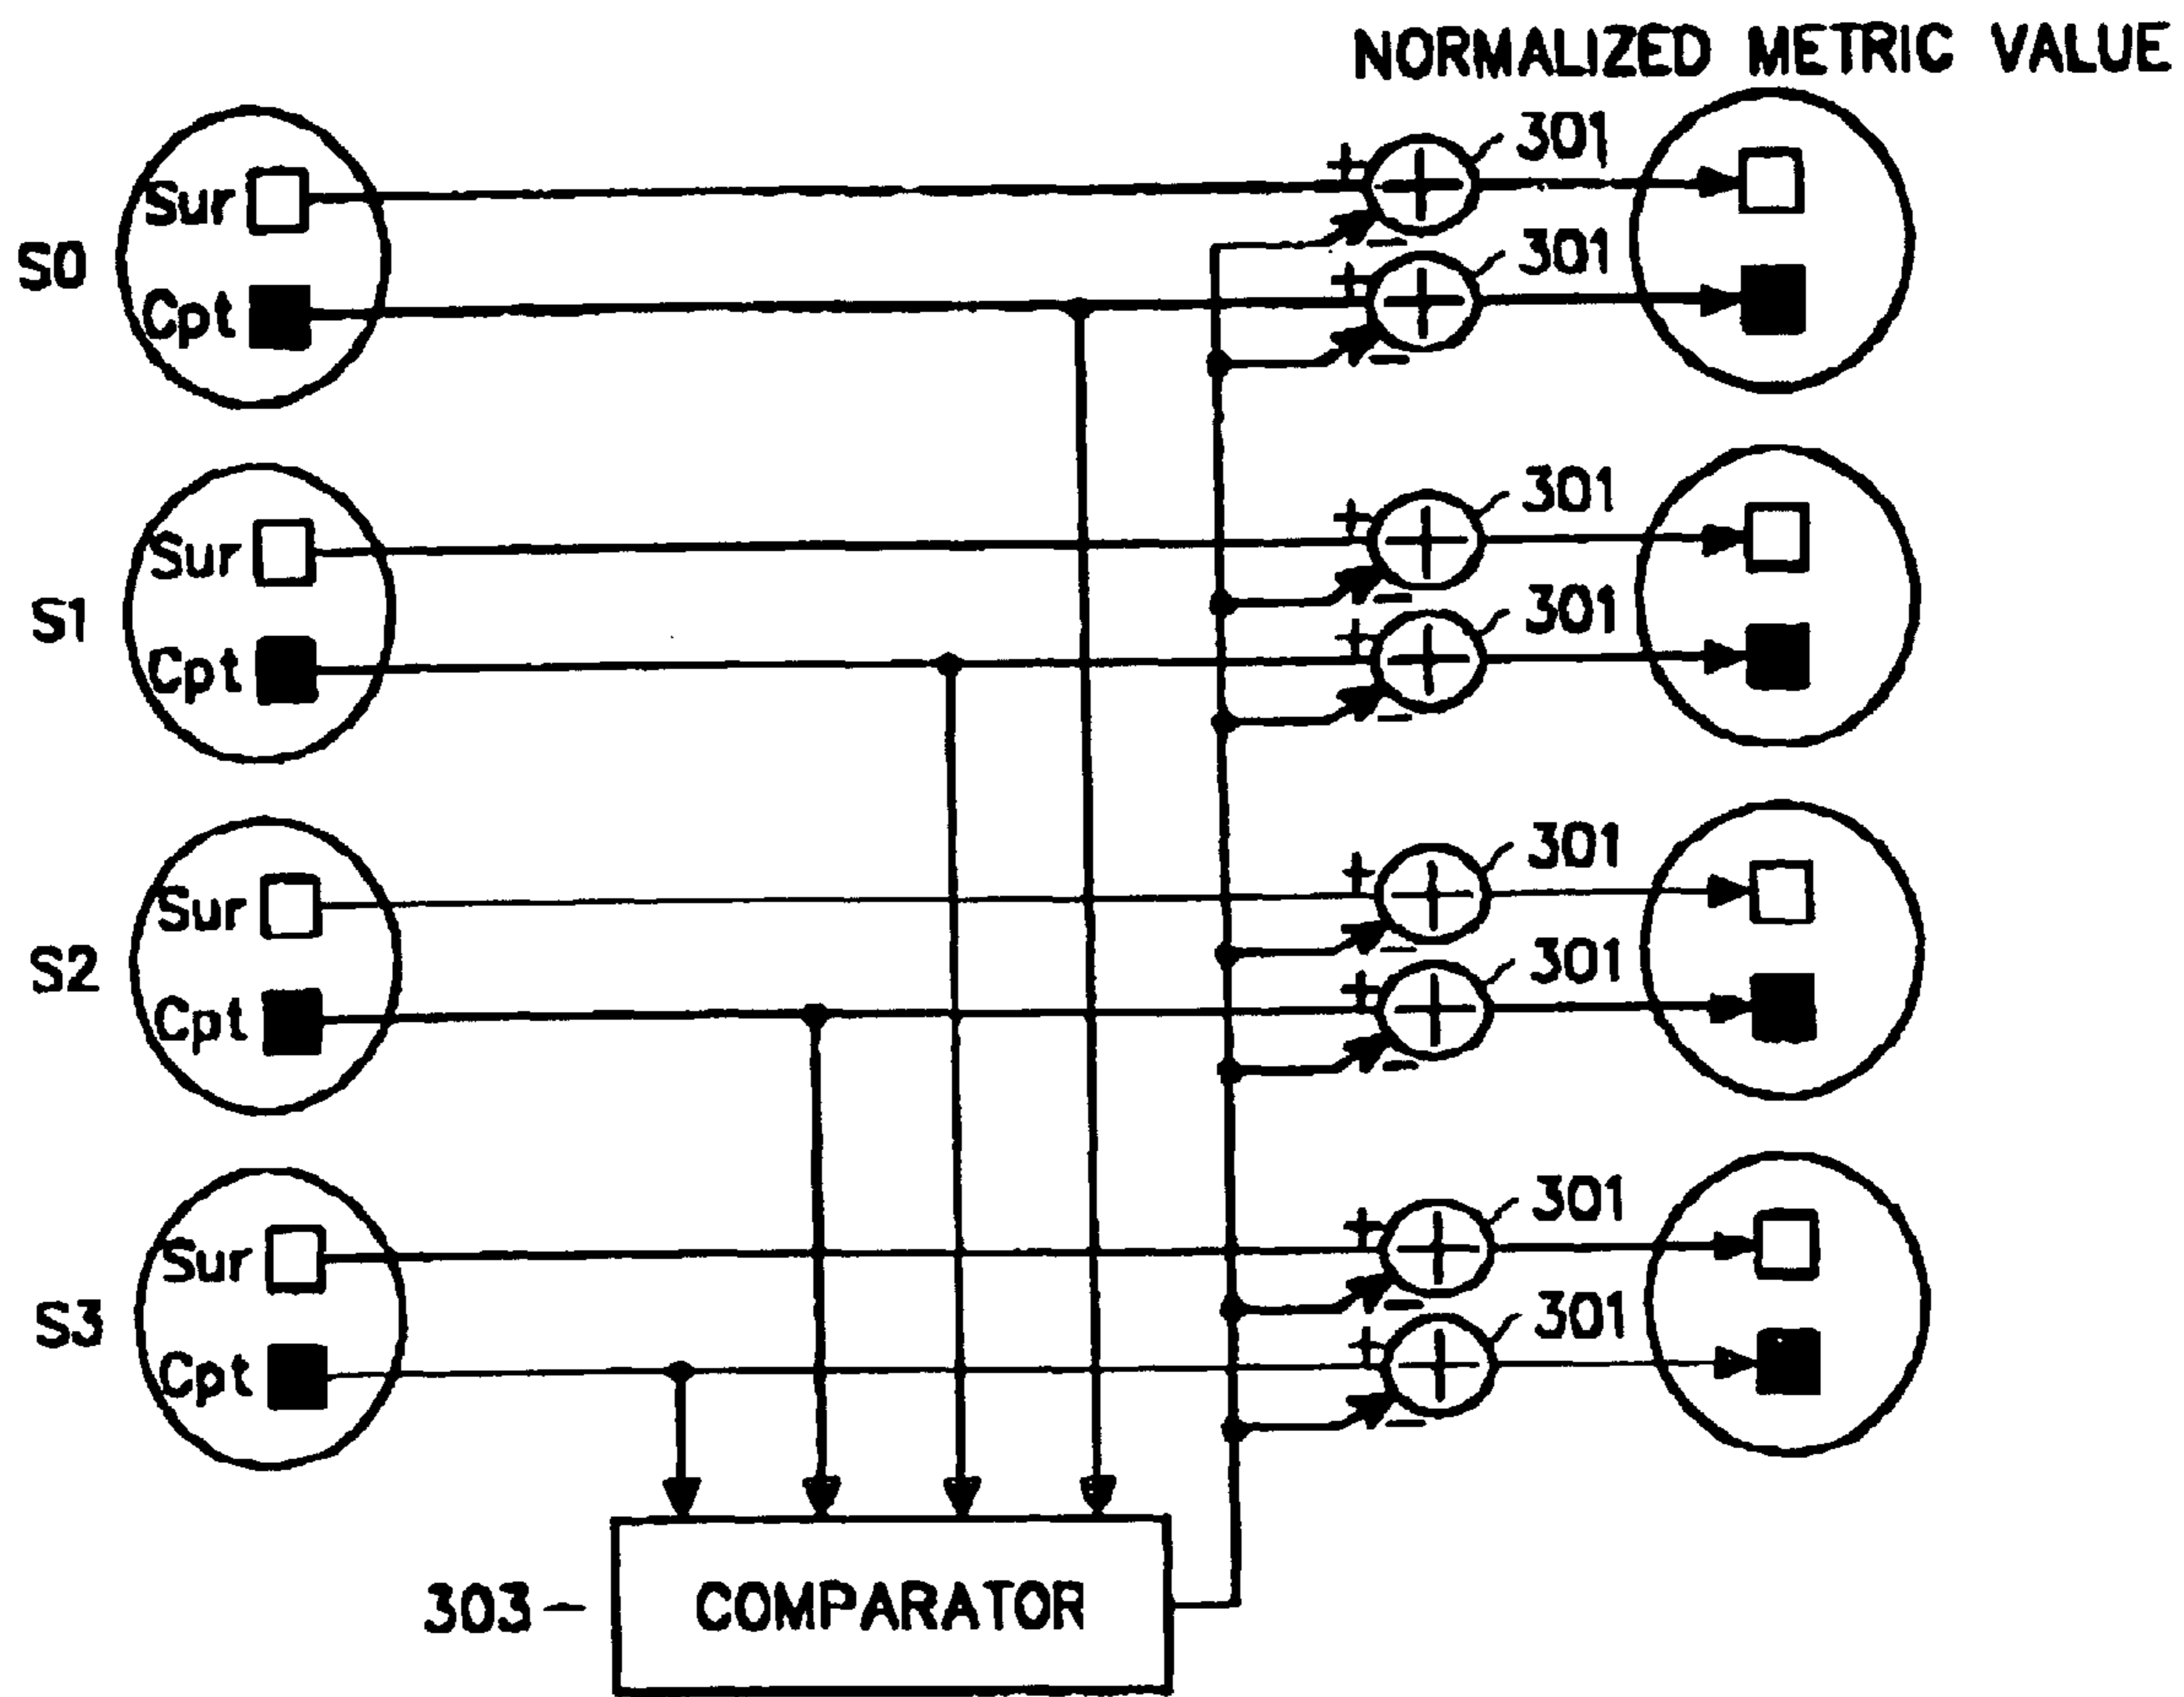 NORMALIZED METRIC VALUE
S0
Sur
+
301
−
Cpt
+
301
−
S1
Sur
+
301
−
Cpt
+
301
−
S2
Sur
+
301
−
Cpt
+
301
−
S3
Sur
+
301
−
Cpt
+
301
−
303
COMPARATOR